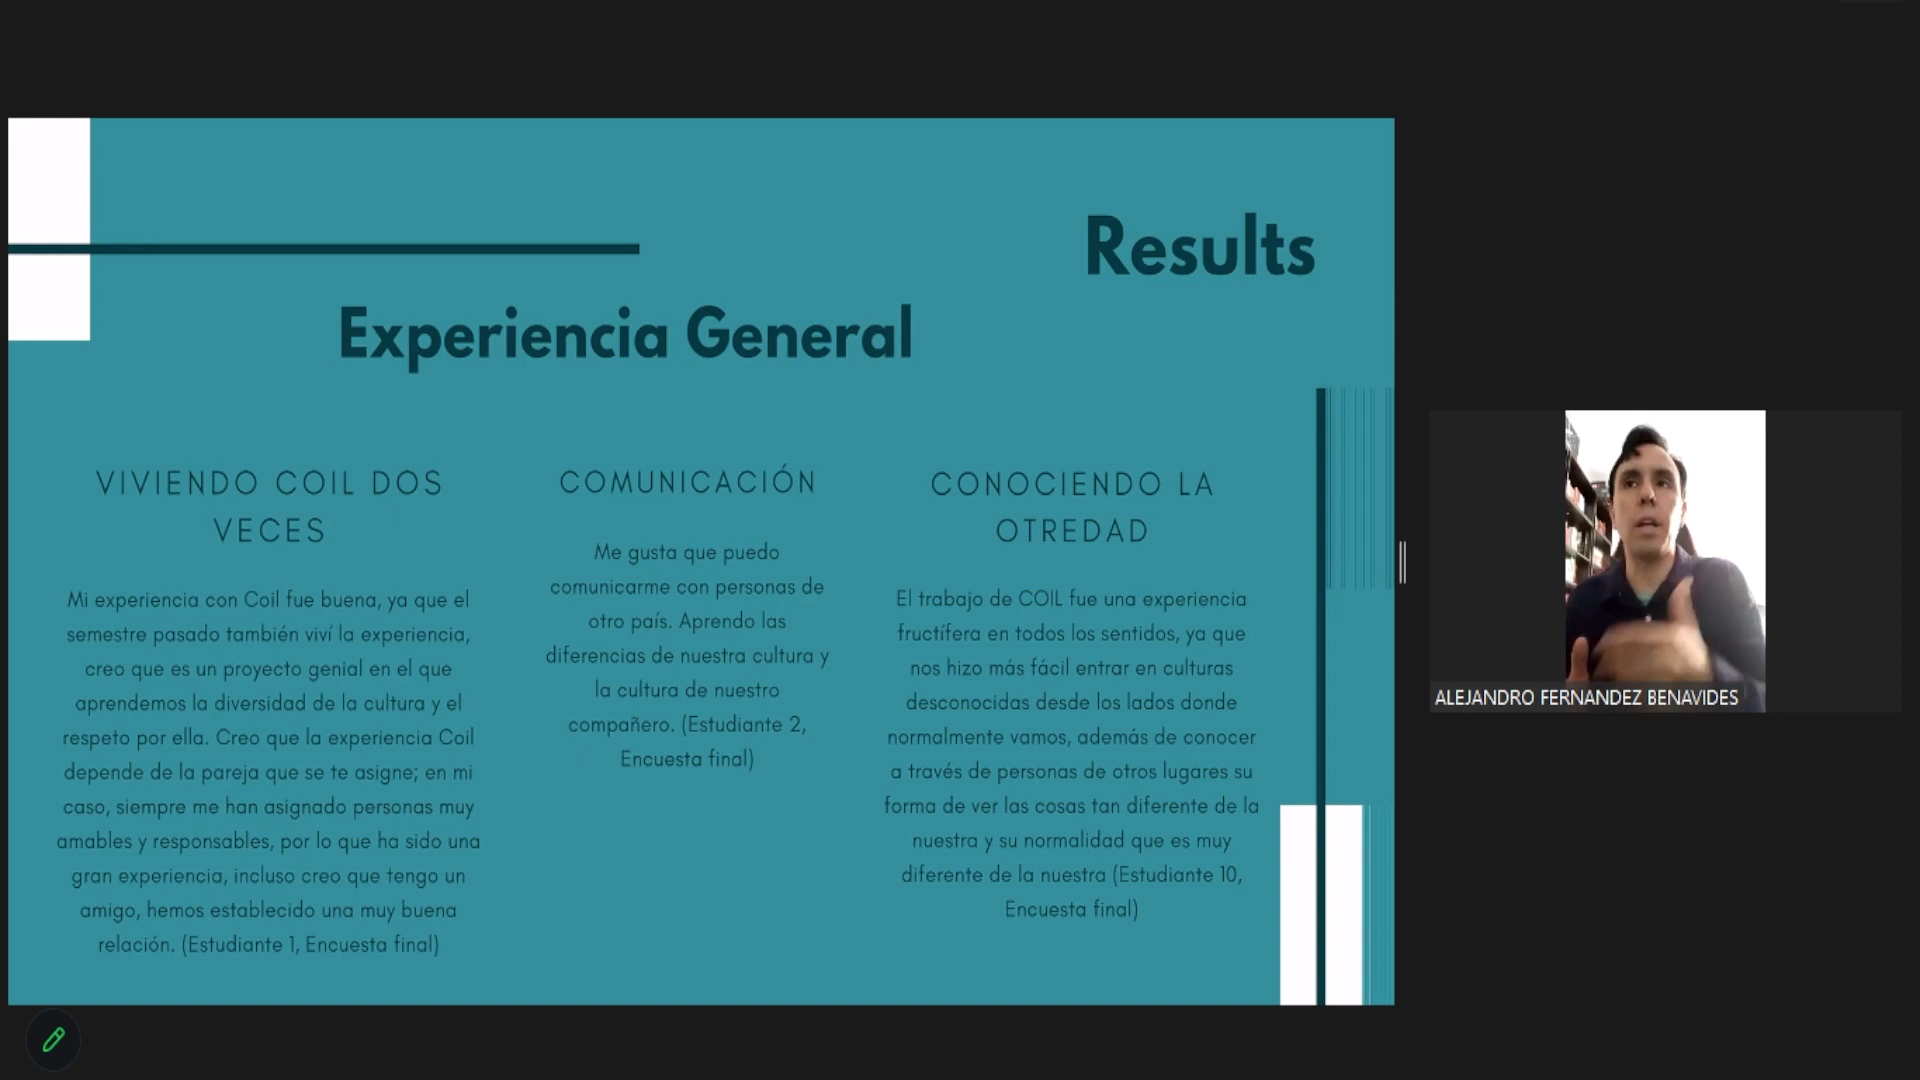 Results
Experiencia General
VIVIENDO COIL DOS
VECES
Mi experiencia con Coil fue buena, ya que el
semestre pasado también viví la experiencia,
creo que es un proyecto genial en el que
aprendemos la diversidad de la cultura y el
respeto por ella. Creo que la experiencia Coil
depende de la pareja que se te asigne; en mi
caso, siempre me han asignado personas muy
amables y responsables, por lo que ha sido una
gran experiencia, incluso creo que tengo un
amigo, hemos establecido una muy buena
relación. (Estudiante 1, Encuesta final)
COMUNICACIÓN
Me gusta que puedo
comunicarme con personas de
otro país. Aprendo las
diferencias de nuestra cultura y
la cultura de nuestro
compañero. (Estudiante 2,
Encuesta final)
CONOCIENDO LA
OTREDAD
El trabajo de COIL fue una experiencia
fructífera en todos los sentidos, ya que
nos hizo más fácil entrar en culturas
desconocidas desde los lados donde
normalmente vamos, además de conocer
a través de personas de otros lugares su
forma de ver las cosas tan diferente de la
nuestra y su normalidad que es muy
diferente de la nuestra (Estudiante 10,
Encuesta final)
ALEJANDRO FERNANDEZ BENAVIDES